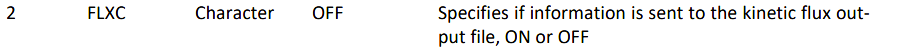 2 FLXC Character OFF Specifies if information is sent to the kinetic flux out-
put file, ON or OFF